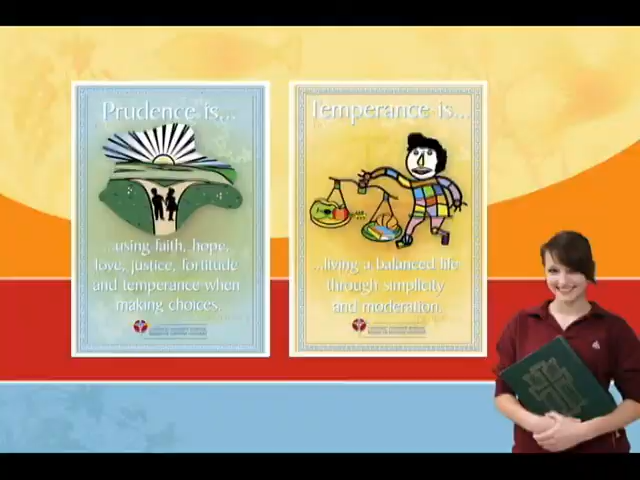 Prudence is...
...using faith, hope,
love, justice, fortitude
and temperance when
making choices.
Temperance is...
...living a balanced life
through simplicity
and moderation.